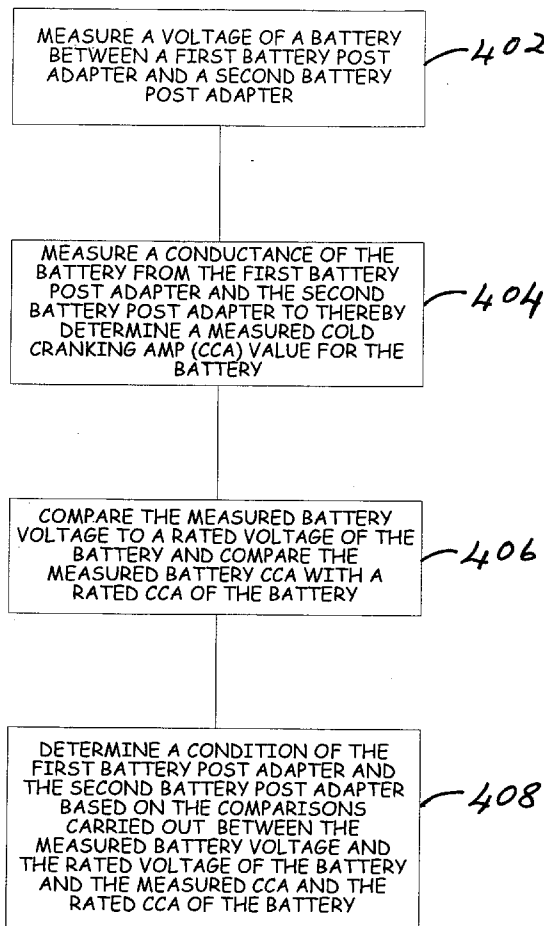 MEASURE A VOLTAGE OF A BATTERY
BETWEEN A FIRST BATTERY POST
ADAPTER AND A SECOND BATTERY
POST ADAPTER
402
MEASURE A CONDUCTANCE OF THE
BATTERY FROM THE FIRST BATTERY
POST ADAPTER AND THE SECOND
BATTERY POST ADAPTER TO THEREBY
DETERMINE A MEASURED COLD
CRANKING AMP (CCA) VALUE FOR THE
BATTERY
404
COMPARE THE MEASURED BATTERY
VOLTAGE TO A RATED VOLTAGE OF THE
BATTERY AND COMPARE THE
MEASURED BATTERY CCA WITH A
RATED CCA OF THE BATTERY
406
DETERMINE A CONDITION OF THE
FIRST BATTERY POST ADAPTER AND
THE SECOND BATTERY POST ADAPTER
BASED ON THE COMPARISONS
CARRIED OUT BETWEEN THE
MEASURED BATTERY VOLTAGE AND
THE RATED VOLTAGE OF THE BATTERY
AND THE MEASURED CCA AND THE
RATED CCA OF THE BATTERY
408